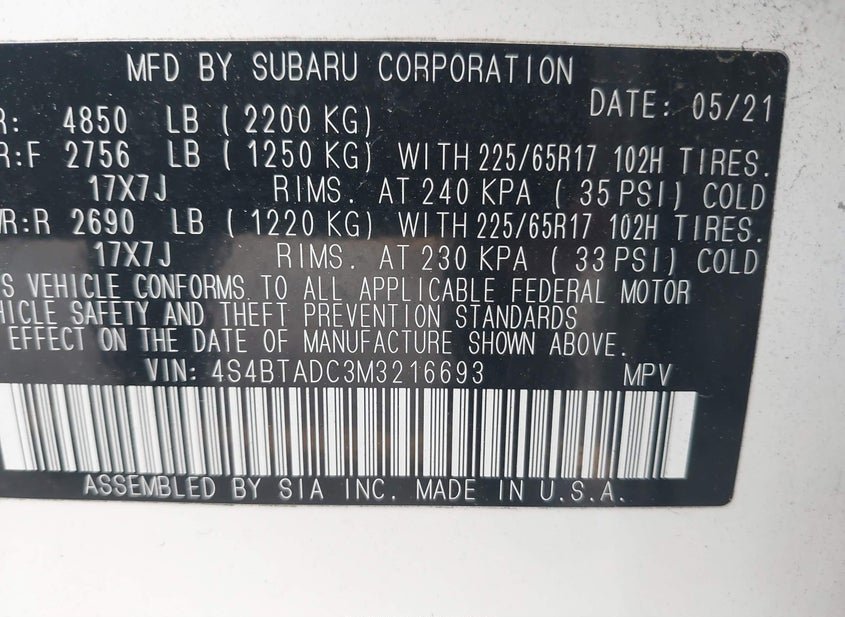 MFD BY SUBARU CORPORATION
DATE: 05/21
R: 4850 LB ( 2200 KG)
R:F 2756 LB ( 1250 KG) WITH 225/65R17 102H TIRES.
17X7J RIMS. AT 240 KPA ( 35 PSI) COLD
WR:R 2690 LB ( 1220 KG) WITH 225/65R17 102H TIRES.
17X7J RIMS. AT 230 KPA ( 33 PSI) COLD
S VEHICLE CONFORMS TO ALL APPLICABLE FEDERAL MOTOR
HICLE SAFETY AND THEFT PREVENTION STANDARDS
EFFECT ON THE DATE OF MANUFACTURE SHOWN ABOVE.
VIN: 4S4BTADC3M3216693 MPV
ASSEMBLED BY SIA INC. MADE IN U.S.A.